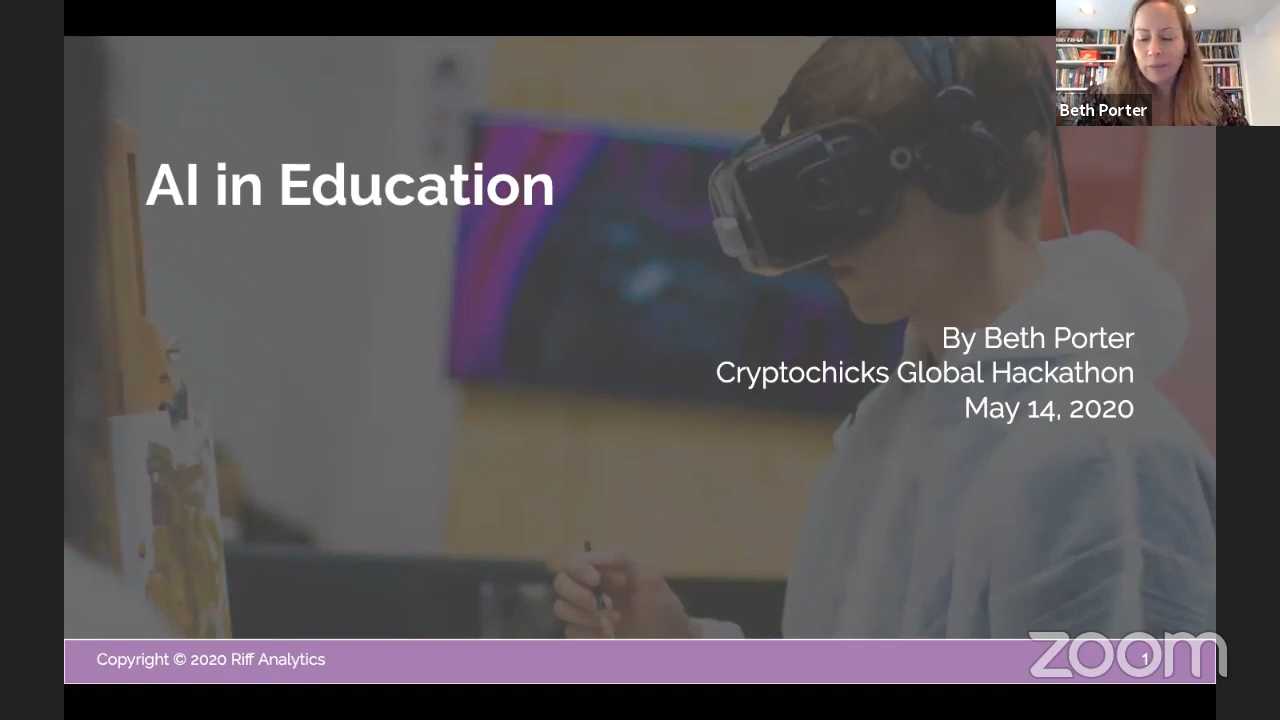 Beth Porter
AI in Education
By Beth Porter
Cryptochicks Global Hackathon
May 14, 2020
Copyright © 2020 Riff Analytics
1
zoom